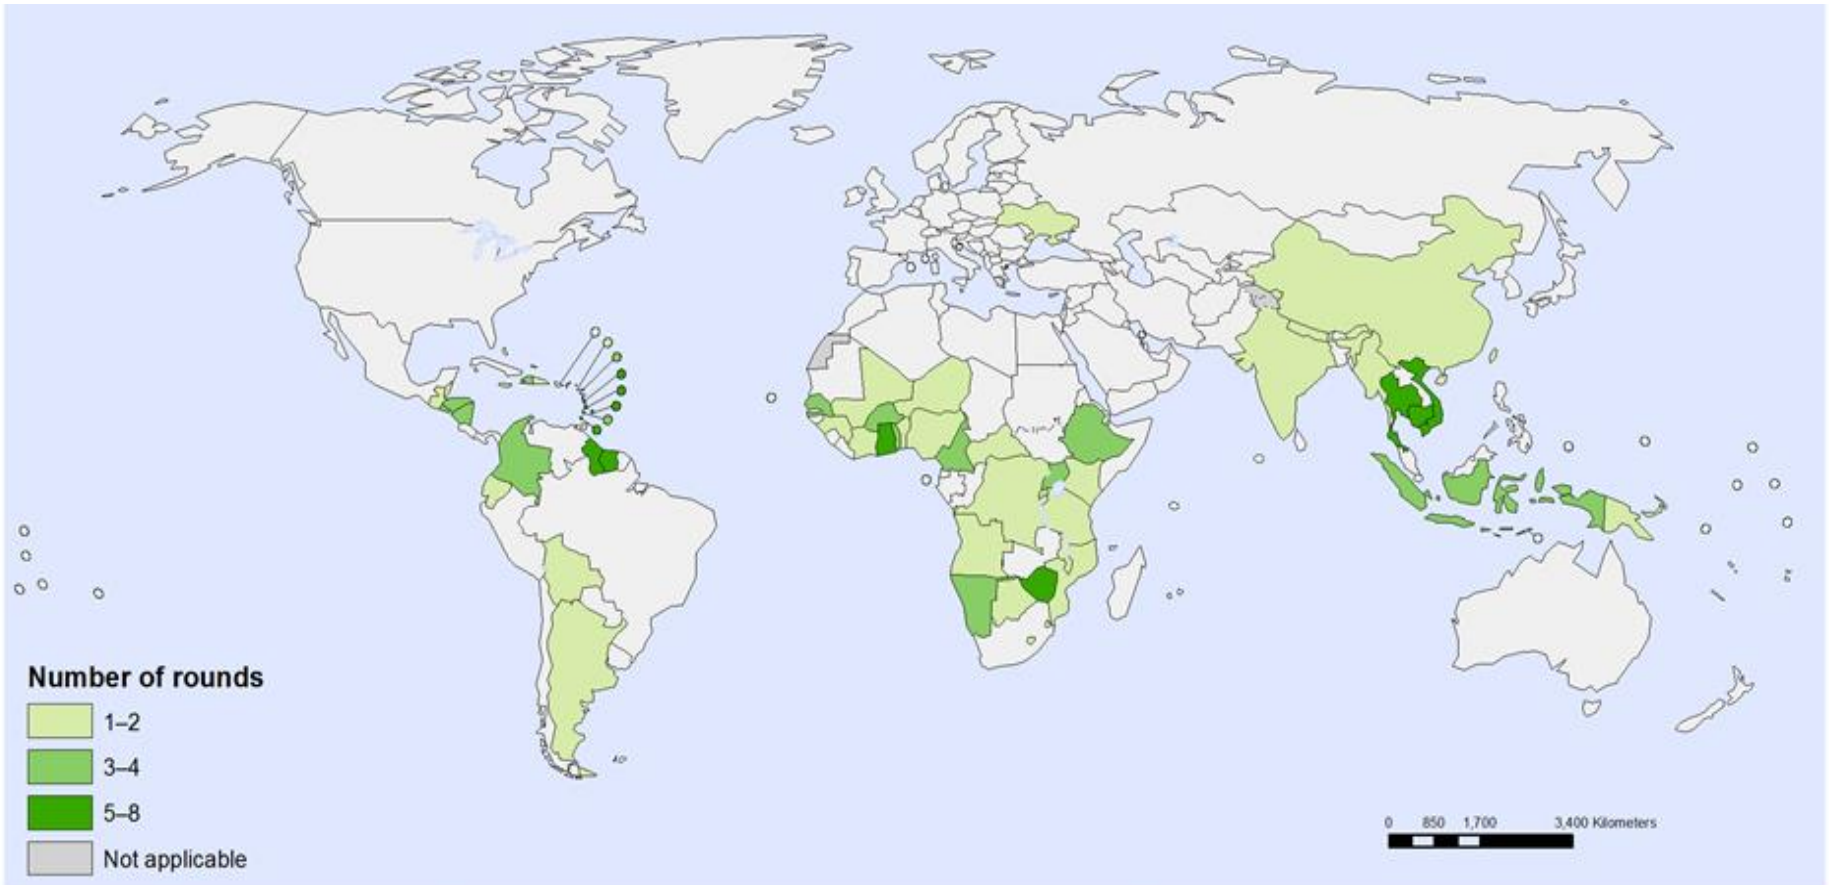 Number of rounds
1–2
3–4
5–8
Not applicable
0 850 1,700 3,400 Kilometers